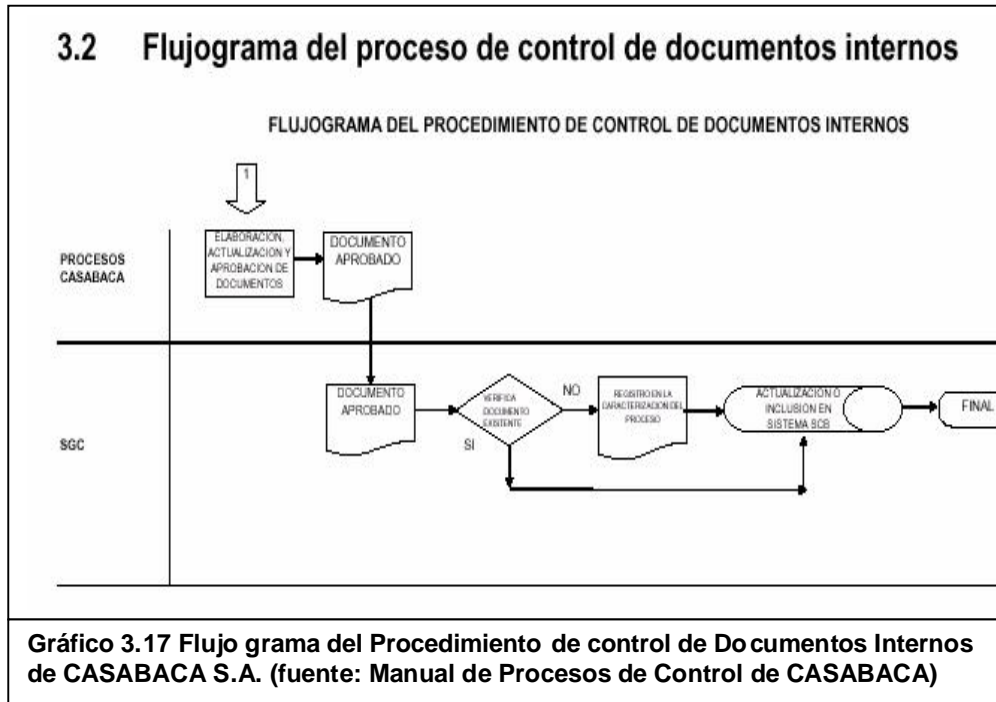 3.2 Flujograma del proceso de control de documentos internos
FLUJOGRAMA DEL PROCEDIMIENTO DE CONTROL DE DOCUMENTOS INTERNOS
1
PROCESOS
CASABACA
ELABORACION,
ACTUALIZACION Y
APROBACION DE
DOCUMENTOS
DOCUMENTO
APROBADO
SGC
DOCUMENTO
APROBADO
VERIFICA
DOCUMENTO
EXISTENTE
NO
SI
REGISTRO EN LA
CARACTERIZACION DEL
PROCESO
ACTUALIZACION O
INCLUSION EN
SISTEMA SCB
FINAL
Gráfico 3.17 Flujo grama del Procedimiento de control de Documentos Internos
de CASABACA S.A. (fuente: Manual de Procesos de Control de CASABACA)